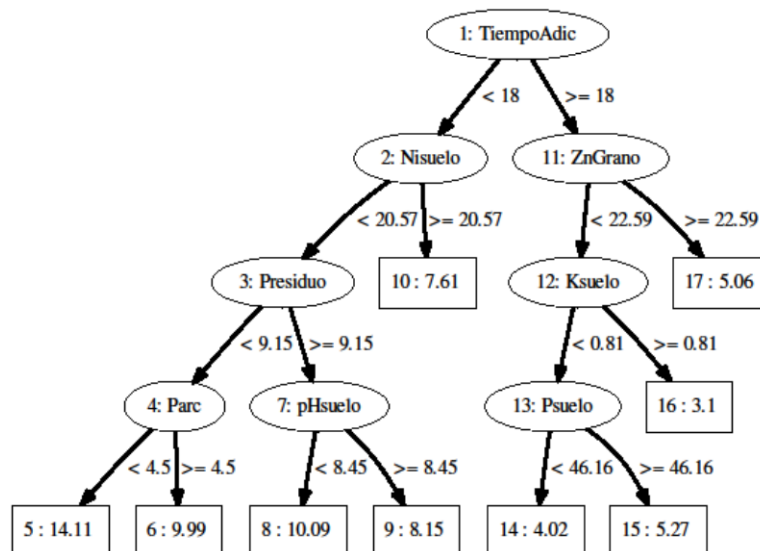 1: TiempoAdic
< 18 >= 18
2: Nisuelo 11: ZnGrano
< 20.57 >= 20.57 < 22.59 >= 22.59
3: Presiduo 10 : 7.61 12: Ksuelo 17 : 5.06
< 9.15 >= 9.15 < 0.81 >= 0.81
4: Parc 7: pHsuelo 13: Psuelo 16 : 3.1
< 4.5 >= 4.5 < 8.45 >= 8.45 < 46.16 >= 46.16
5 : 14.11 6 : 9.99 8 : 10.09 9 : 8.15 14 : 4.02 15 : 5.27